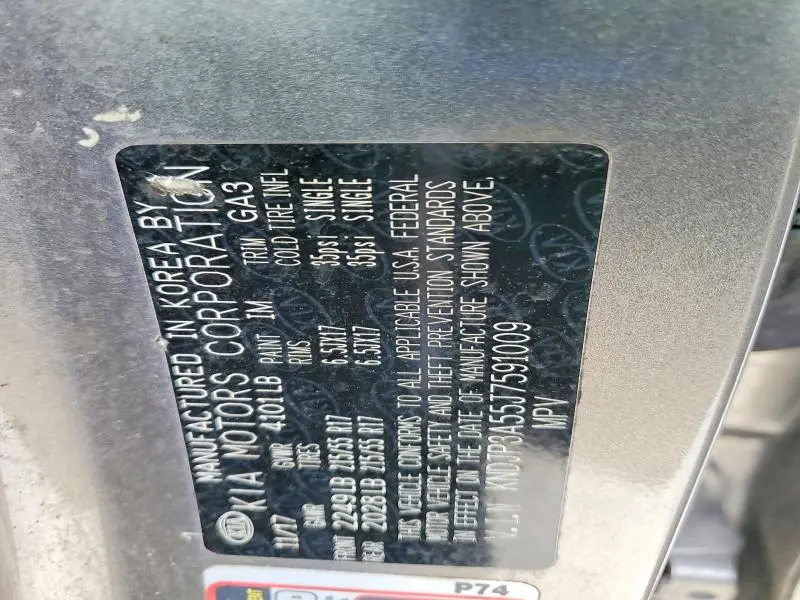 MANUFACTURED IN KOREA BY
KIA KIA MOTORS CORPORATION
11/17 GVWR 4101LB PAINT IM TRIM GA3
GAWR TIRES RIMS COLD TIRE INFL
FRONT 2249LB 215/55 R17 6.5JX17 35psi SINGLE
REAR 2028LB 215/55 R17 6.5JX17 35psi SINGLE
THIS VEHICLE CONFORMS TO ALL APPLICABLE U.S.A. FEDERAL
MOTOR VEHICLE SAFETY AND THEFT PREVENTION STANDARDS
IN EFFECT ON THE DATE OF MANUFACTURE SHOWN ABOVE.
V.I.N KNDJP3A55J7591009
MPV
P74